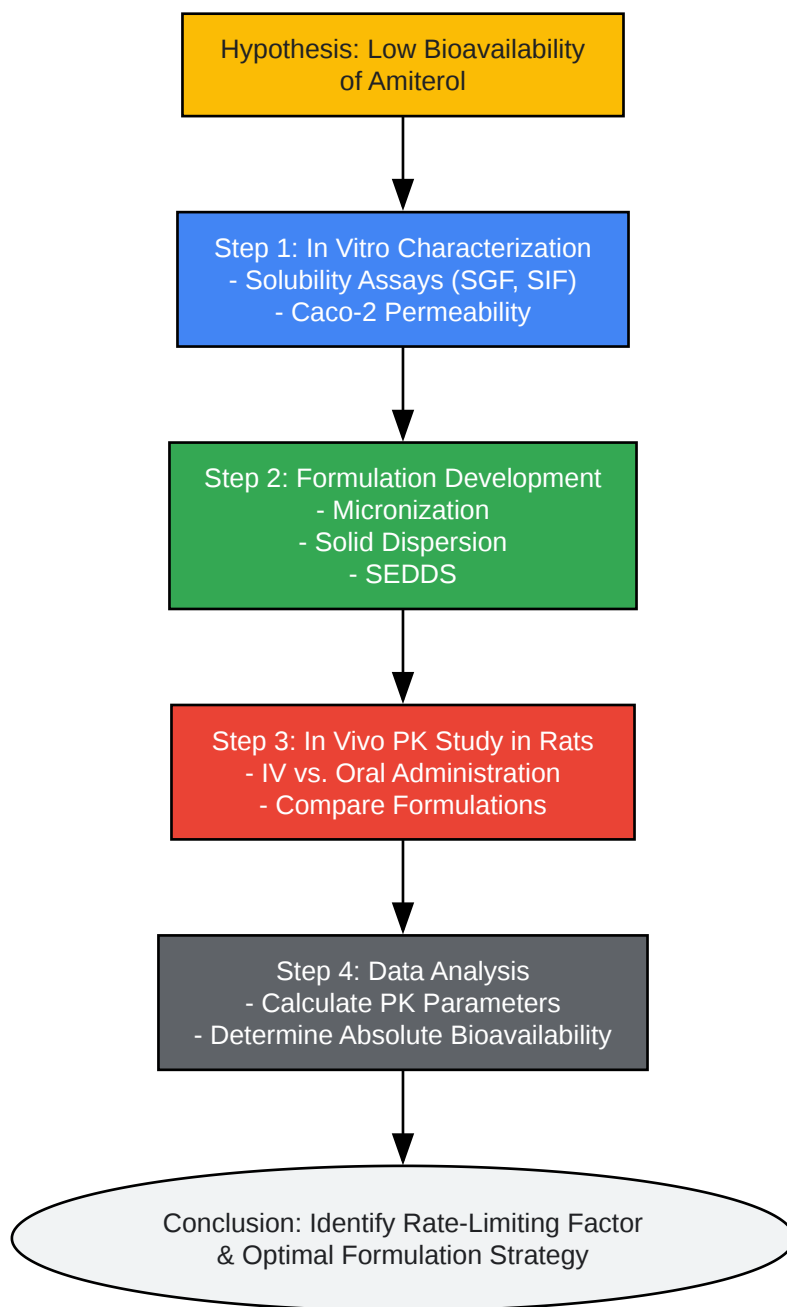 Hypothesis: Low Bioavailability
of Amiterol
Step 1: In Vitro Characterization
- Solubility Assays (SGF, SIF)
- Caco-2 Permeability
Step 2: Formulation Development
- Micronization
- Solid Dispersion
- SEDDS
Step 3: In Vivo PK Study in Rats
- IV vs. Oral Administration
- Compare Formulations
Step 4: Data Analysis
- Calculate PK Parameters
- Determine Absolute Bioavailability
Conclusion: Identify Rate-Limiting Factor
& Optimal Formulation Strategy